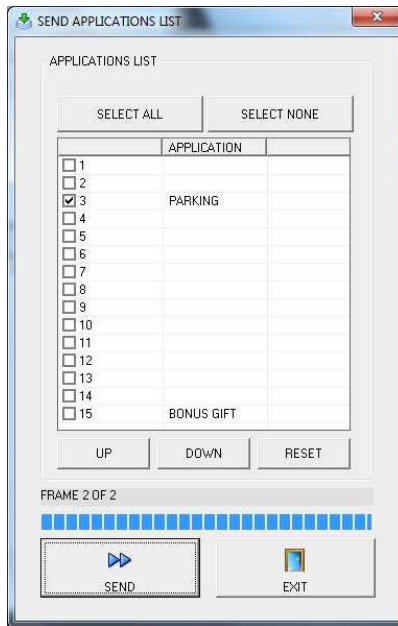 SEND APPLICATIONS LIST
APPLICATIONS LIST
SELECT ALL SELECT NONE
APPLICATION
1
2
3 PARKING
4
5
6
7
8
9
10
11
12
13
14
15 BONUS GIFT
UP DOWN RESET
FRAME 2 OF 2
SEND EXIT